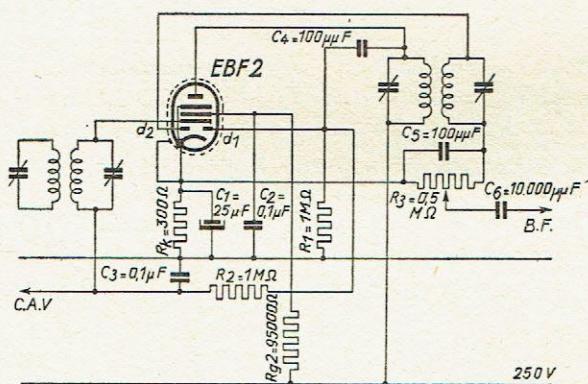 C4=100µµF
EBF2
d2
d1
C5=100µµF
C1=
25µF
C2=
0,1µF
Rk=300Ω
R1=1MΩ
R3=0,5
MΩ
C6=10.000µµF
B.F.
C3=0,1µF
R2=1MΩ
C.A.V
Rg2=95000Ω
250V